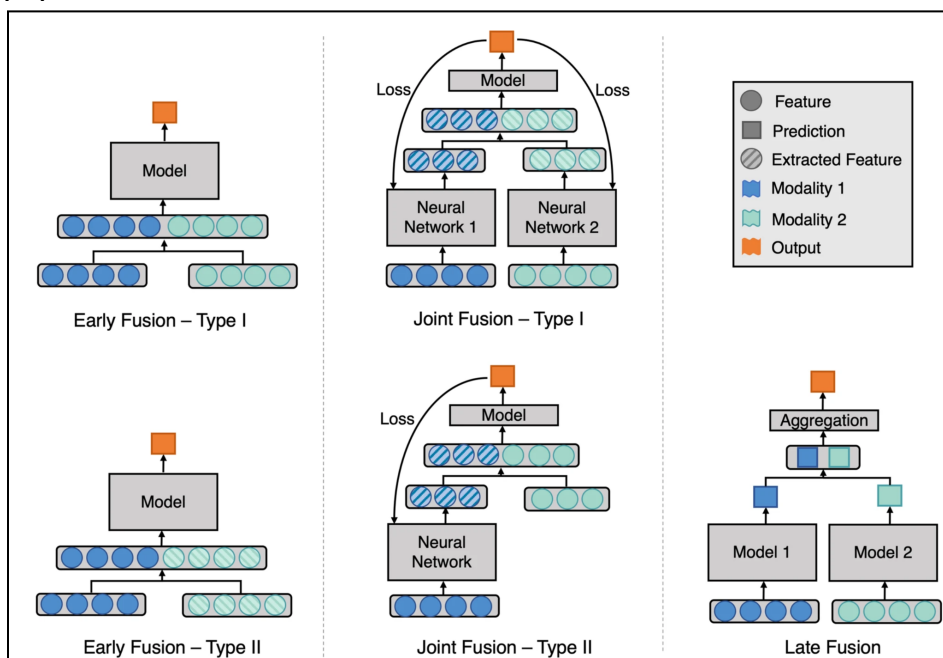 Model
Early Fusion – Type I
Loss
Model
Loss
Neural
Network 1
Neural
Network 2
Joint Fusion – Type I
Feature
Prediction
Extracted Feature
Modality 1
Modality 2
Output
Model
Early Fusion – Type II
Loss
Model
Neural
Network
Joint Fusion – Type II
Aggregation
Model 1
Model 2
Late Fusion